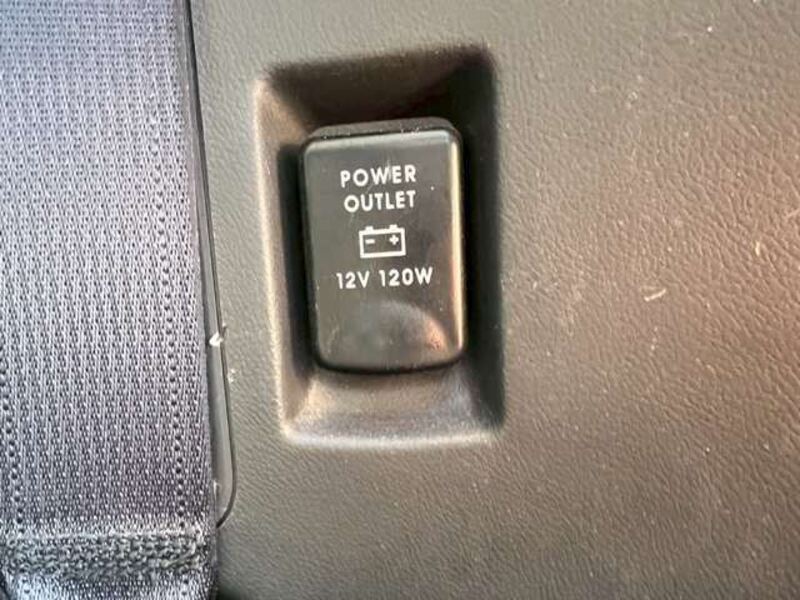 POWER
OUTLET
- +
12V 120W